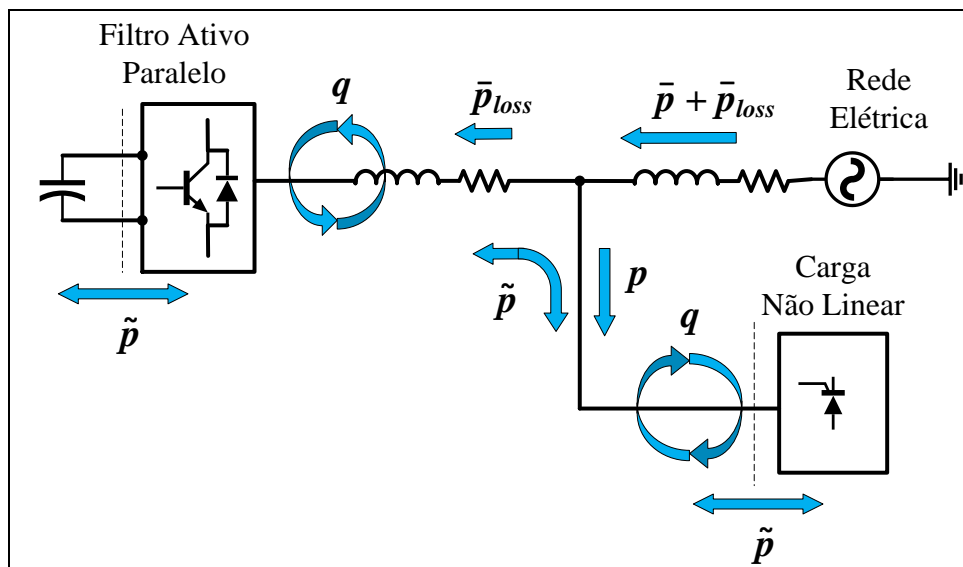 Filtro Ativo
Paralelo
q
p̄loss
p̄ + p̄loss
Rede
Elétrica
p̃
p̃
p
q
Carga
Não Linear
p̃